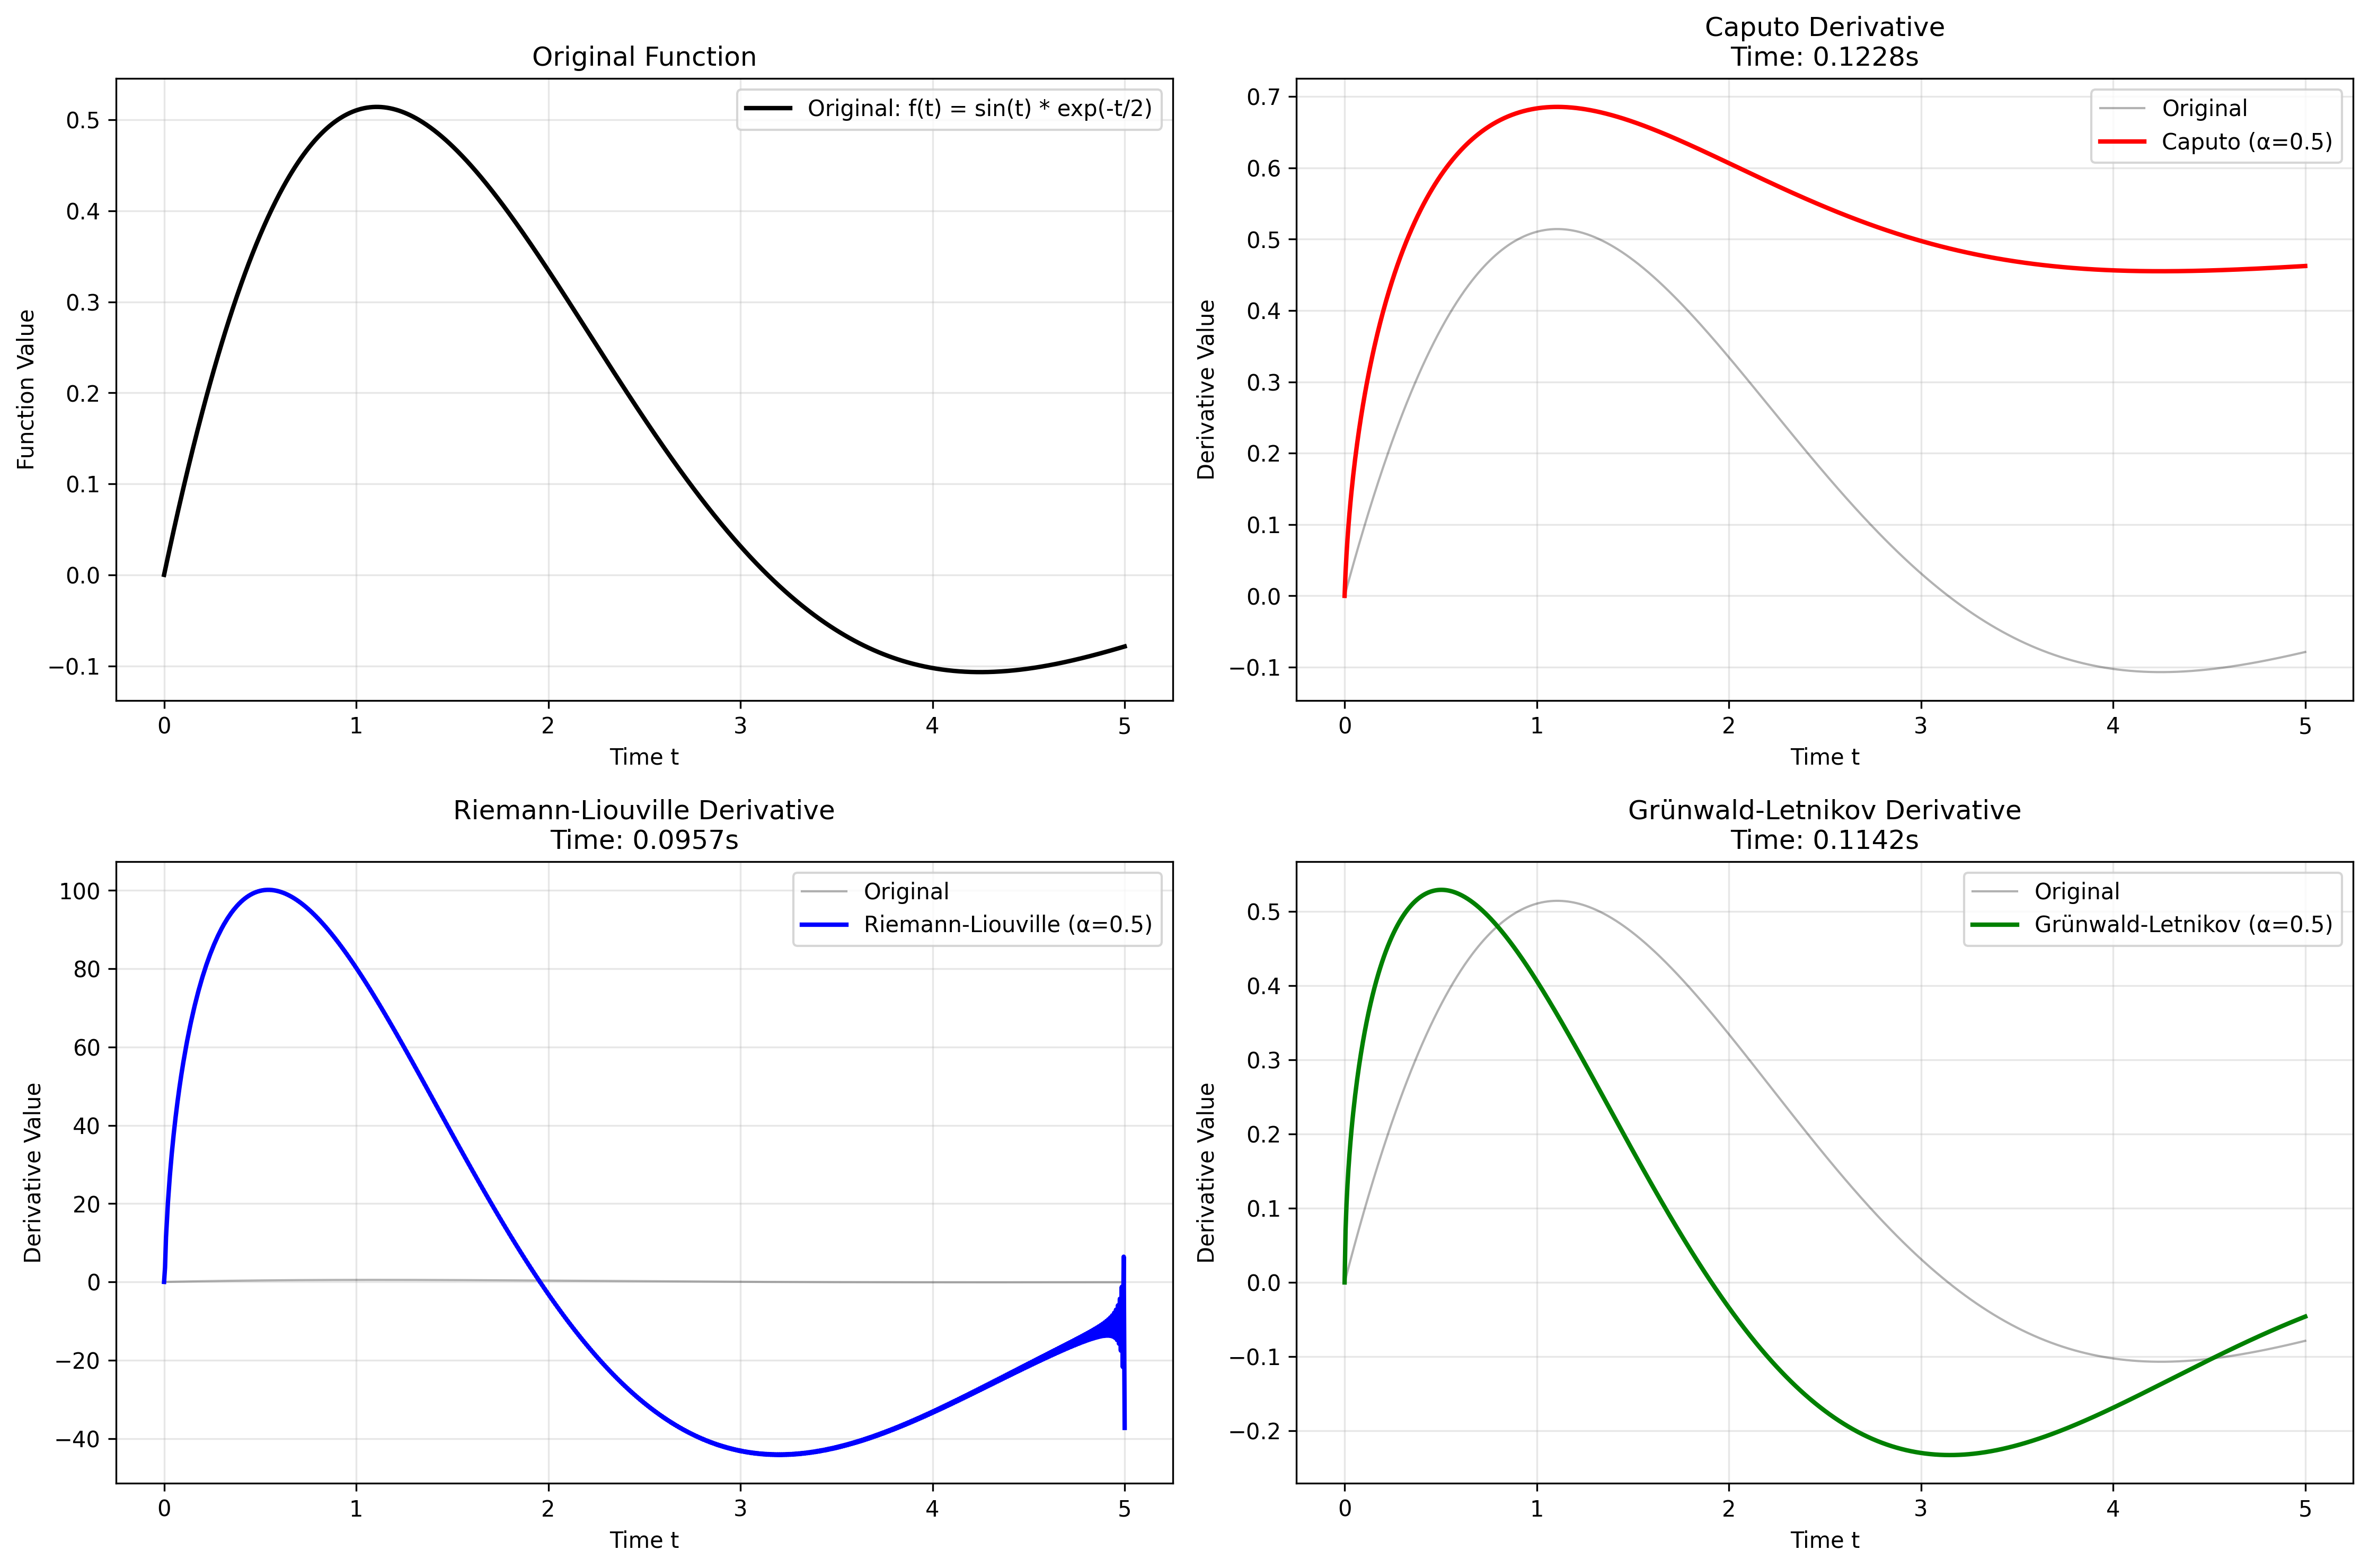 Original Function
Original: f(t) = sin(t) * exp(-t/2)
Function Value
0.5
0.4
0.3
0.2
0.1
0.0
−0.1
0 1 2 3 4 5
Time t
Caputo Derivative
Time: 0.1228s
Original
Caputo (α=0.5)
Derivative Value
0.7
0.6
0.5
0.4
0.3
0.2
0.1
0.0
−0.1
0 1 2 3 4 5
Time t
Riemann-Liouville Derivative
Time: 0.0957s
Original
Riemann-Liouville (α=0.5)
Derivative Value
100
80
60
40
20
0
−20
−40
0 1 2 3 4 5
Time t
Grünwald-Letnikov Derivative
Time: 0.1142s
Original
Grünwald-Letnikov (α=0.5)
Derivative Value
0.5
0.4
0.3
0.2
0.1
0.0
−0.1
−0.2
0 1 2 3 4 5
Time t